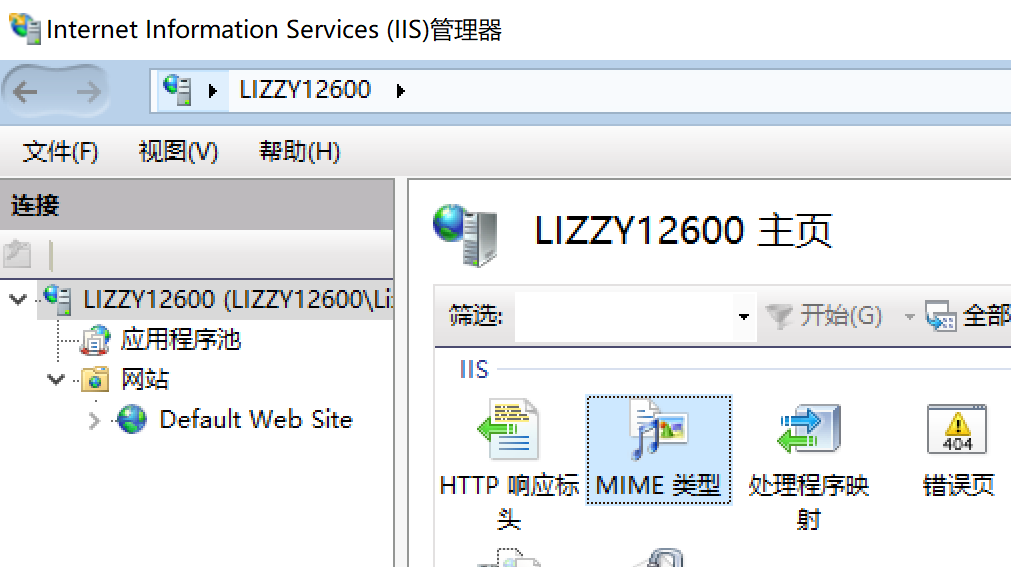 Internet Information Services (IIS)管理器
LIZZY12600
文件(F) 视图(V) 帮助(H)
连接
LIZZY12600 (LIZZY12600\Li
应用程序池
网站
Default Web Site
LIZZY12600 主页
筛选: 开始(G) 全部
IIS
HTTP 响应标头
MIME 类型
处理程序映射
404
错误页